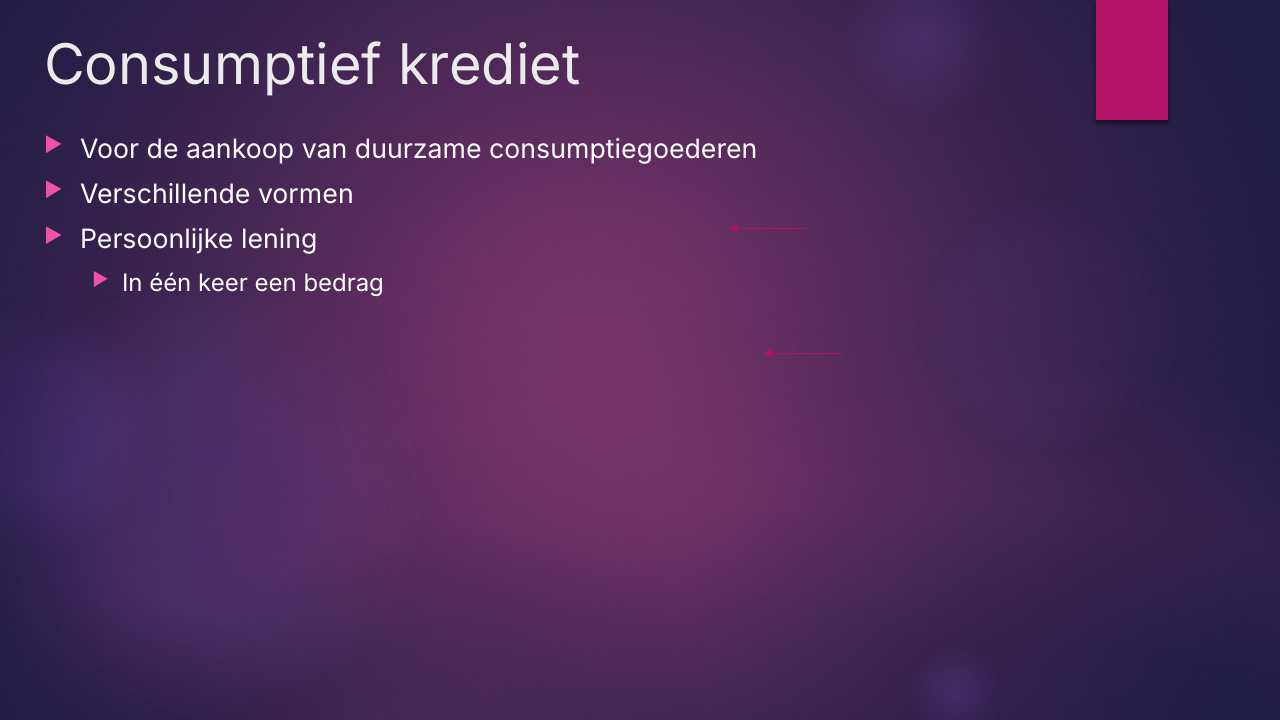 Consumptief krediet
Voor de aankoop van duurzame consumptiegoederen
Verschillende vormen
Persoonlijke lening
In één keer een bedrag